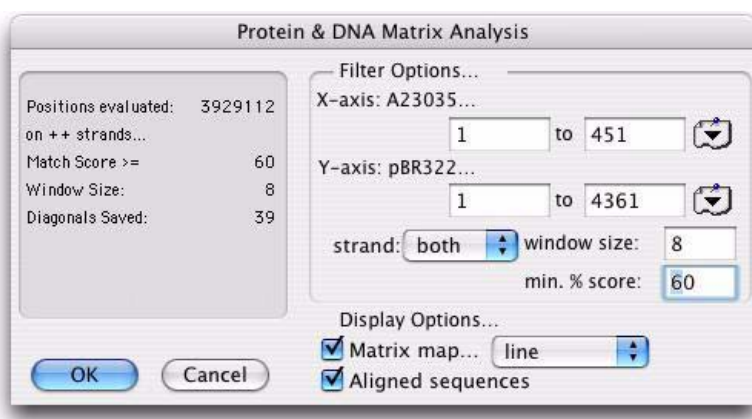 Protein & DNA Matrix Analysis
Positions evaluated: 3929112
on ++ strands...
Match Score >= 60
Window Size: 8
Diagonals Saved: 39
Filter Options...
X-axis: A23035...
1 to 451
Y-axis: pBR322...
1 to 4361
strand: both window size: 8
min. % score: 60
Display Options...
Matrix map... line
Aligned sequences
OK Cancel